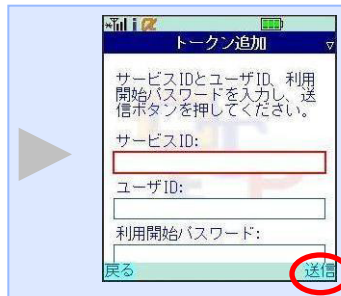 トークン追加
サービスIDとユーザID、利用
開始パスワードを入力し、送
信ボタンを押してください。
サービスID:
ユーザID:
利用開始パスワード:
戻る 送信